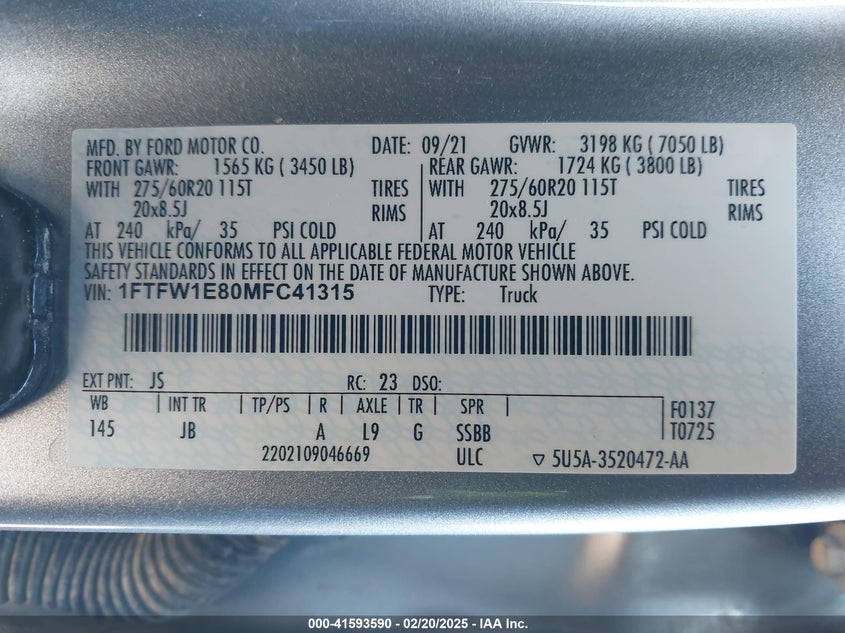 MFD. BY FORD MOTOR CO. DATE: 09/21 GVWR: 3198 KG ( 7050 LB)
FRONT GAWR: 1565 KG ( 3450 LB) REAR GAWR: 1724 KG ( 3800 LB)
WITH 275/60R20 115T TIRES WITH 275/60R20 115T TIRES
20x8.5J RIMS 20x8.5J RIMS
AT 240 kPa/ 35 PSI COLD AT 240 kPa/ 35 PSI COLD
THIS VEHICLE CONFORMS TO ALL APPLICABLE FEDERAL MOTOR VEHICLE
SAFETY STANDARDS IN EFFECT ON THE DATE OF MANUFACTURE SHOWN ABOVE.
VIN: 1FTFW1E80MFC41315 TYPE: Truck
EXT PNT: JS RC: 23 DSO:
WB INT TR TP/PS R AXLE TR SPR F0137
145 JB A L9 G SSBB T0725
2202109046669 ULC ▽ 5U5A-3520472-AA
000-41593590 - 02/20/2025 - IAA Inc.